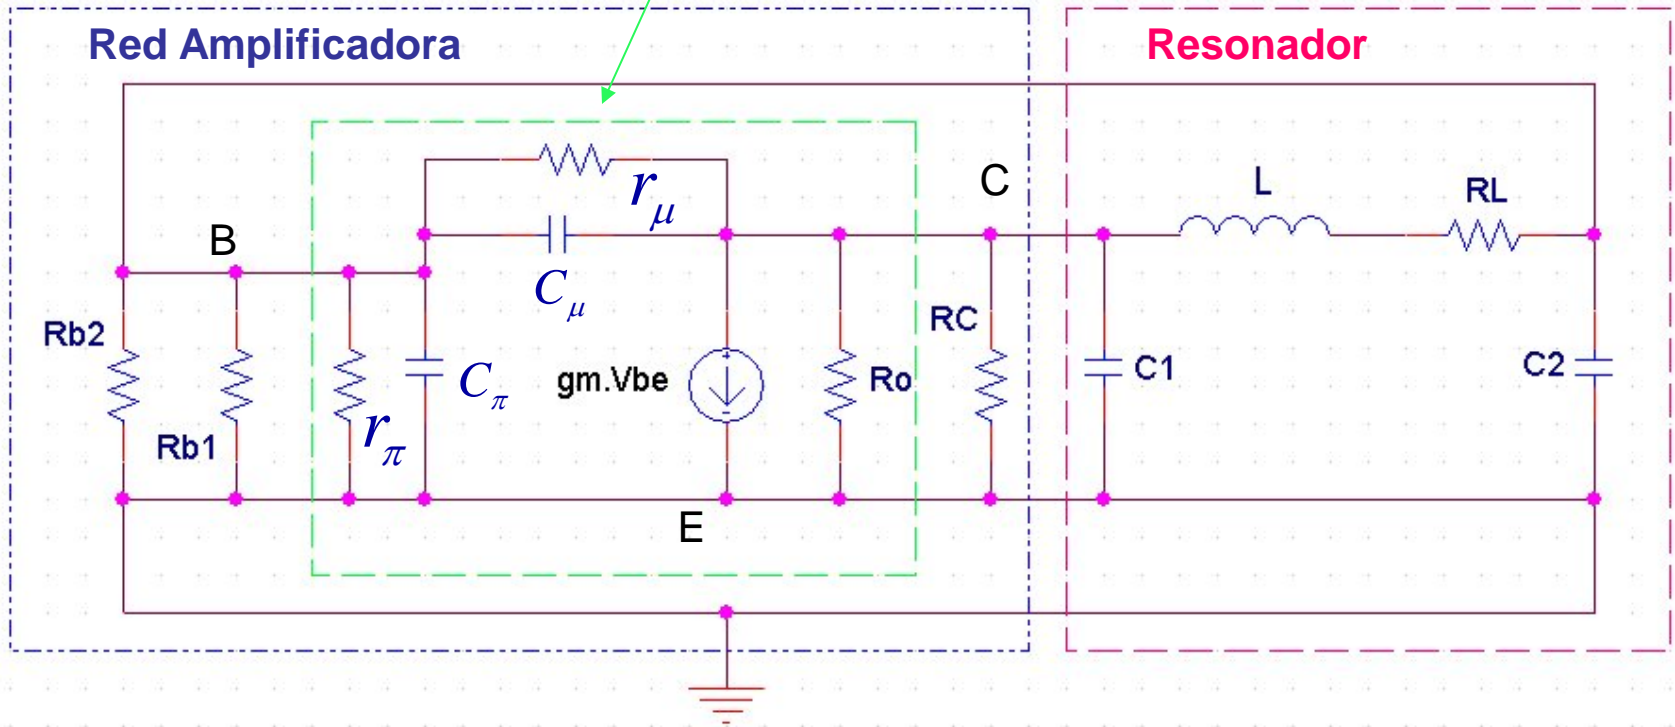 Red Amplificadora
Resonador
C
L
RL
B
rμ
Cμ
Rb2
RC
gm.Vbe
Ro
C1
C2
Cπ
Rb1
rπ
E